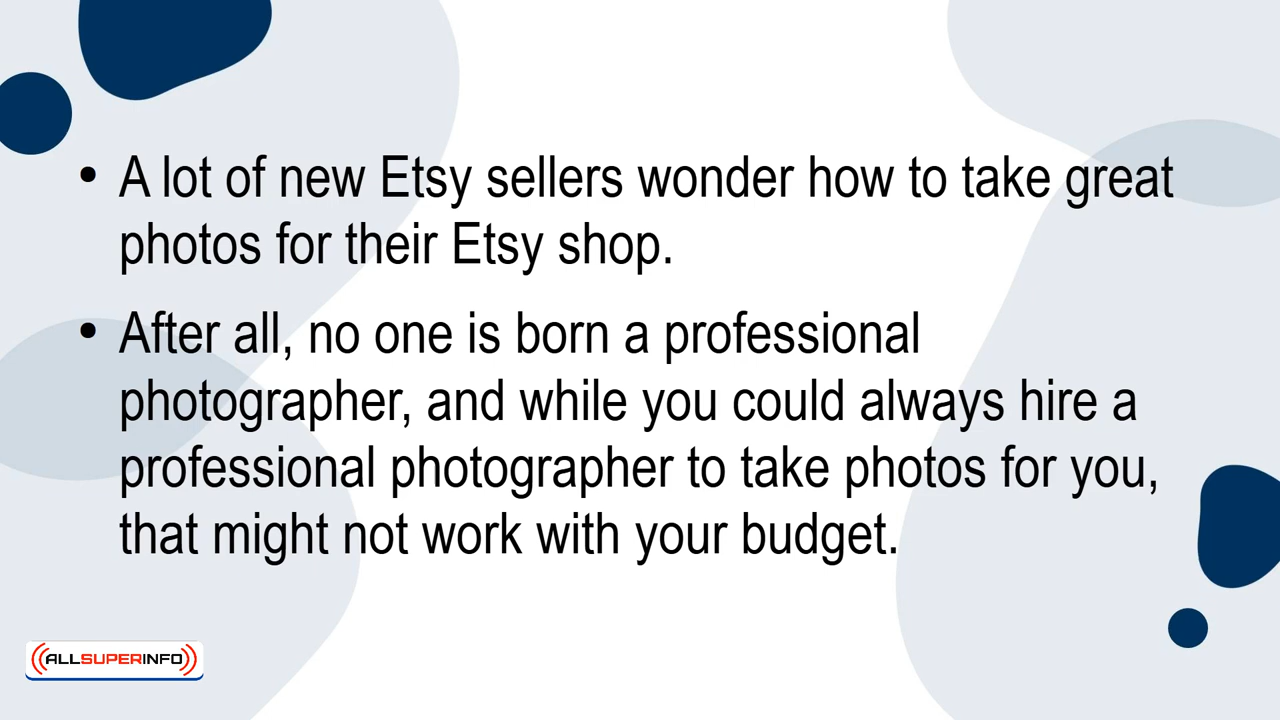 • A lot of new Etsy sellers wonder how to take great
photos for their Etsy shop.
• After all, no one is born a professional
photographer, and while you could always hire a
professional photographer to take photos for you,
that might not work with your budget.
ALLSUPERINFO